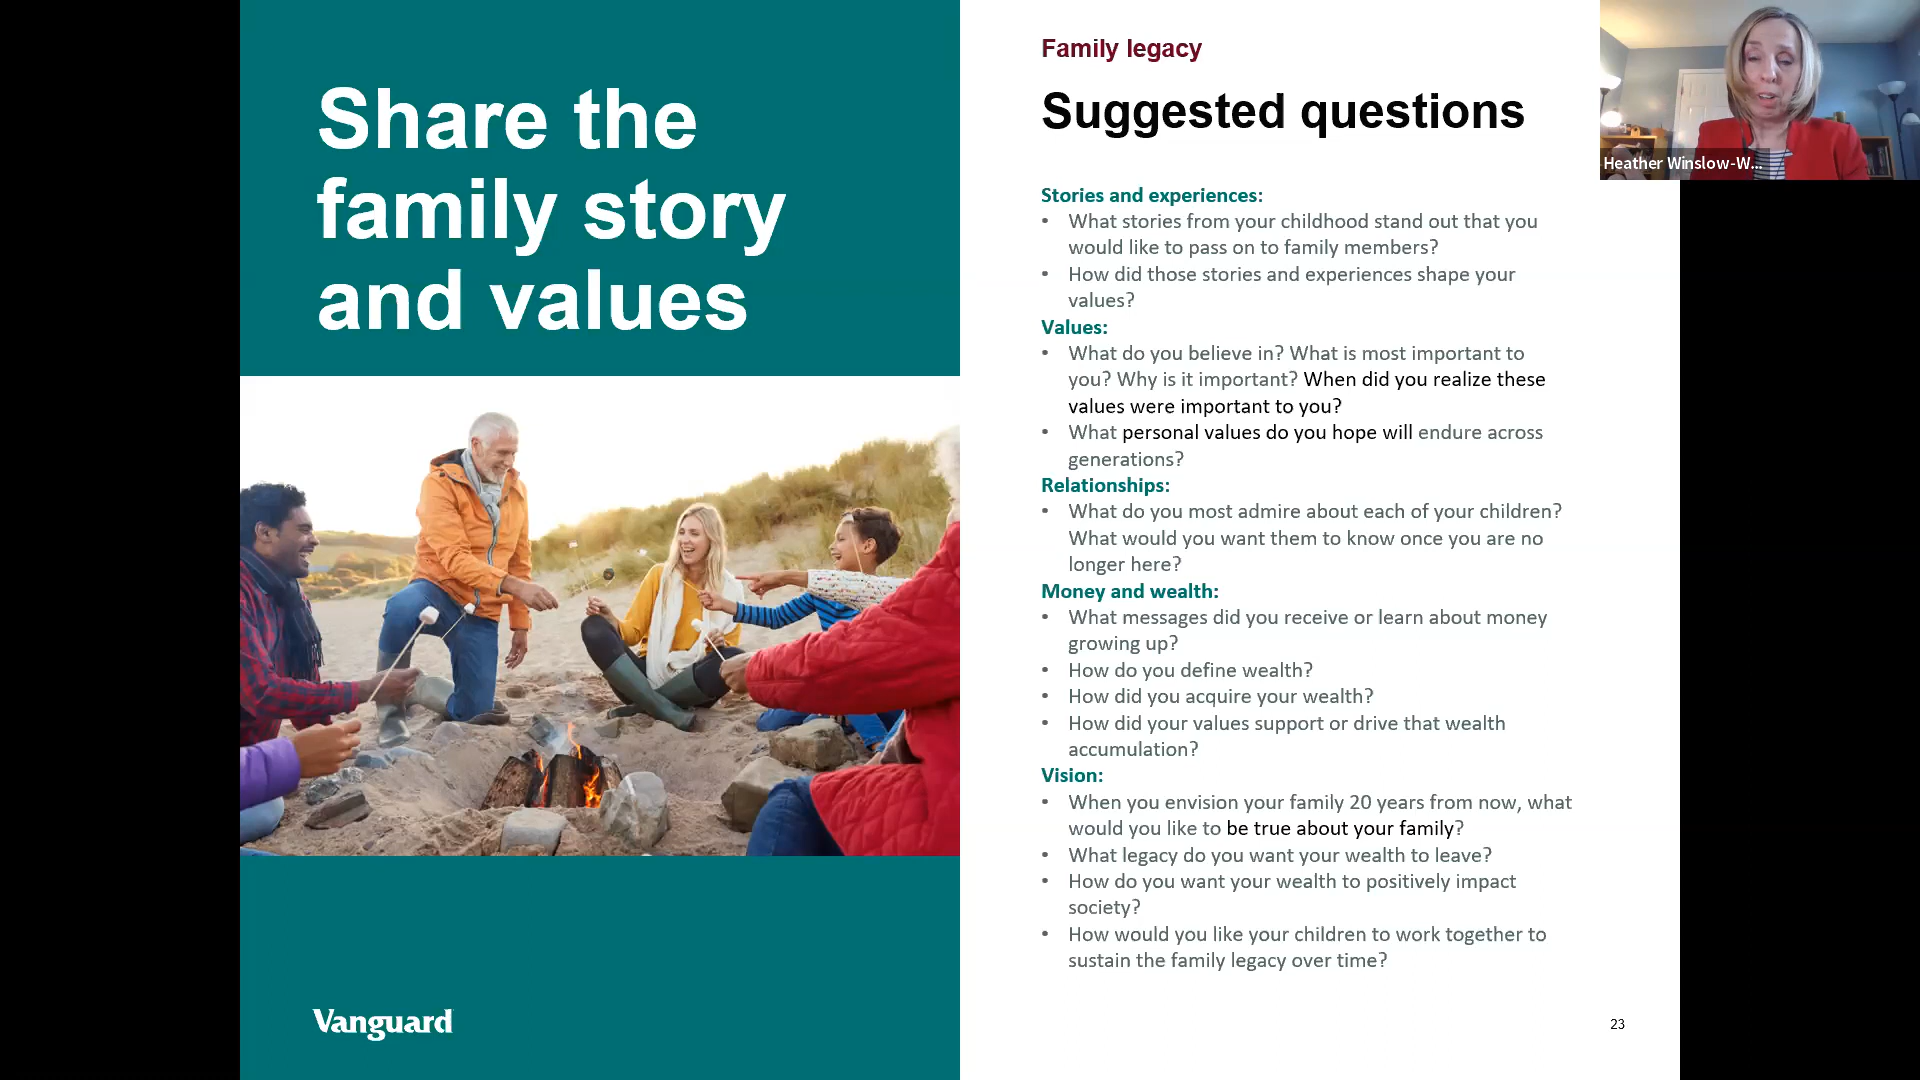 Share the
family story
and values
Vanguard
Family legacy
Suggested questions
Stories and experiences:
• What stories from your childhood stand out that you
would like to pass on to family members?
• How did those stories and experiences shape your
values?
Values:
• What do you believe in? What is most important to
you? Why is it important? When did you realize these
values were important to you?
• What personal values do you hope will endure across
generations?
Relationships:
• What do you most admire about each of your children?
What would you want them to know once you are no
longer here?
Money and wealth:
• What messages did you receive or learn about money
growing up?
• How do you define wealth?
• How did you acquire your wealth?
• How did your values support or drive that wealth
accumulation?
Vision:
• When you envision your family 20 years from now, what
would you like to be true about your family?
• What legacy do you want your wealth to leave?
• How do you want your wealth to positively impact
society?
• How would you like your children to work together to
sustain the family legacy over time?
23
Heather Winslow-W...